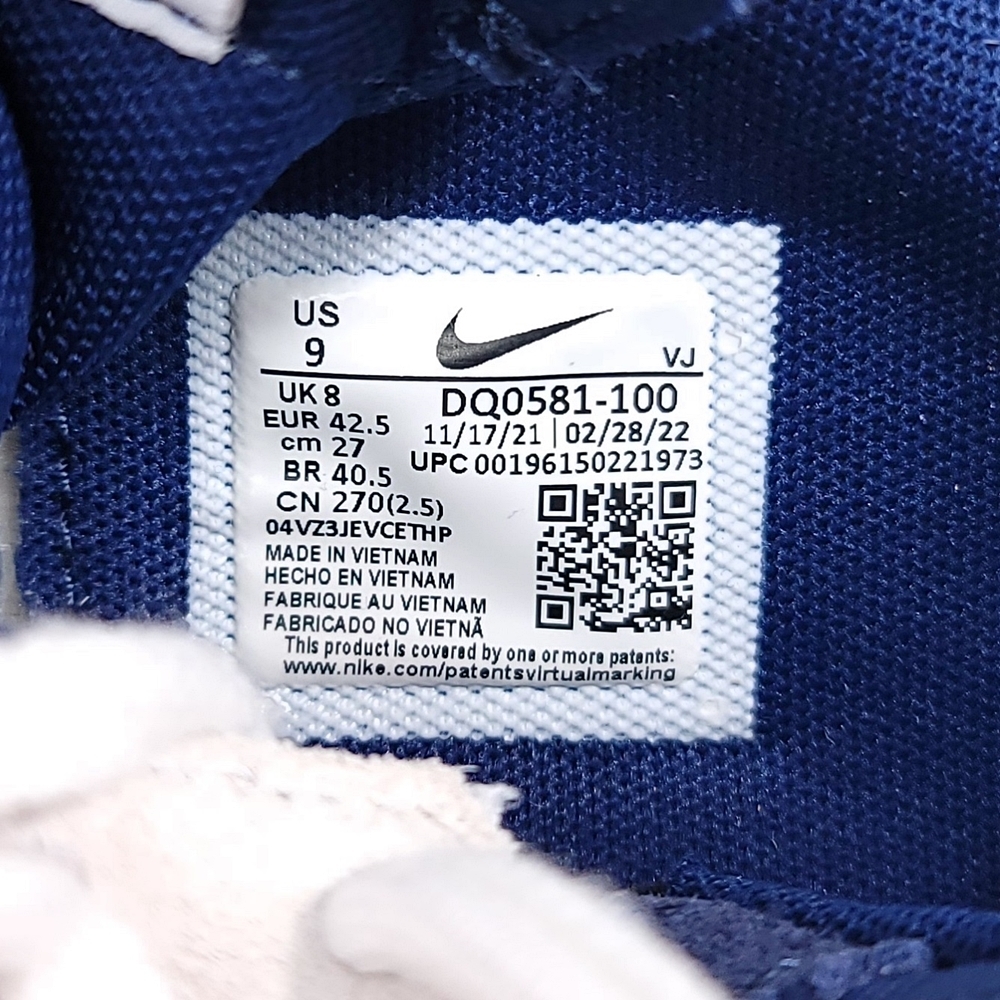 US
9
VJ
UK 8
EUR 42.5
cm 27
BR 40.5
CN 270(2.5)
DQ0581-100
11/17/21 | 02/28/22
UPC 00196150221973
04VZ3JEVCETHP
MADE IN VIETNAM
HECHO EN VIETNAM
FABRIQUE AU VIETNAM
FABRICADO NO VIETNÃ
This product is covered by one or more patents:
www.nike.com/patentsvirtualmarking